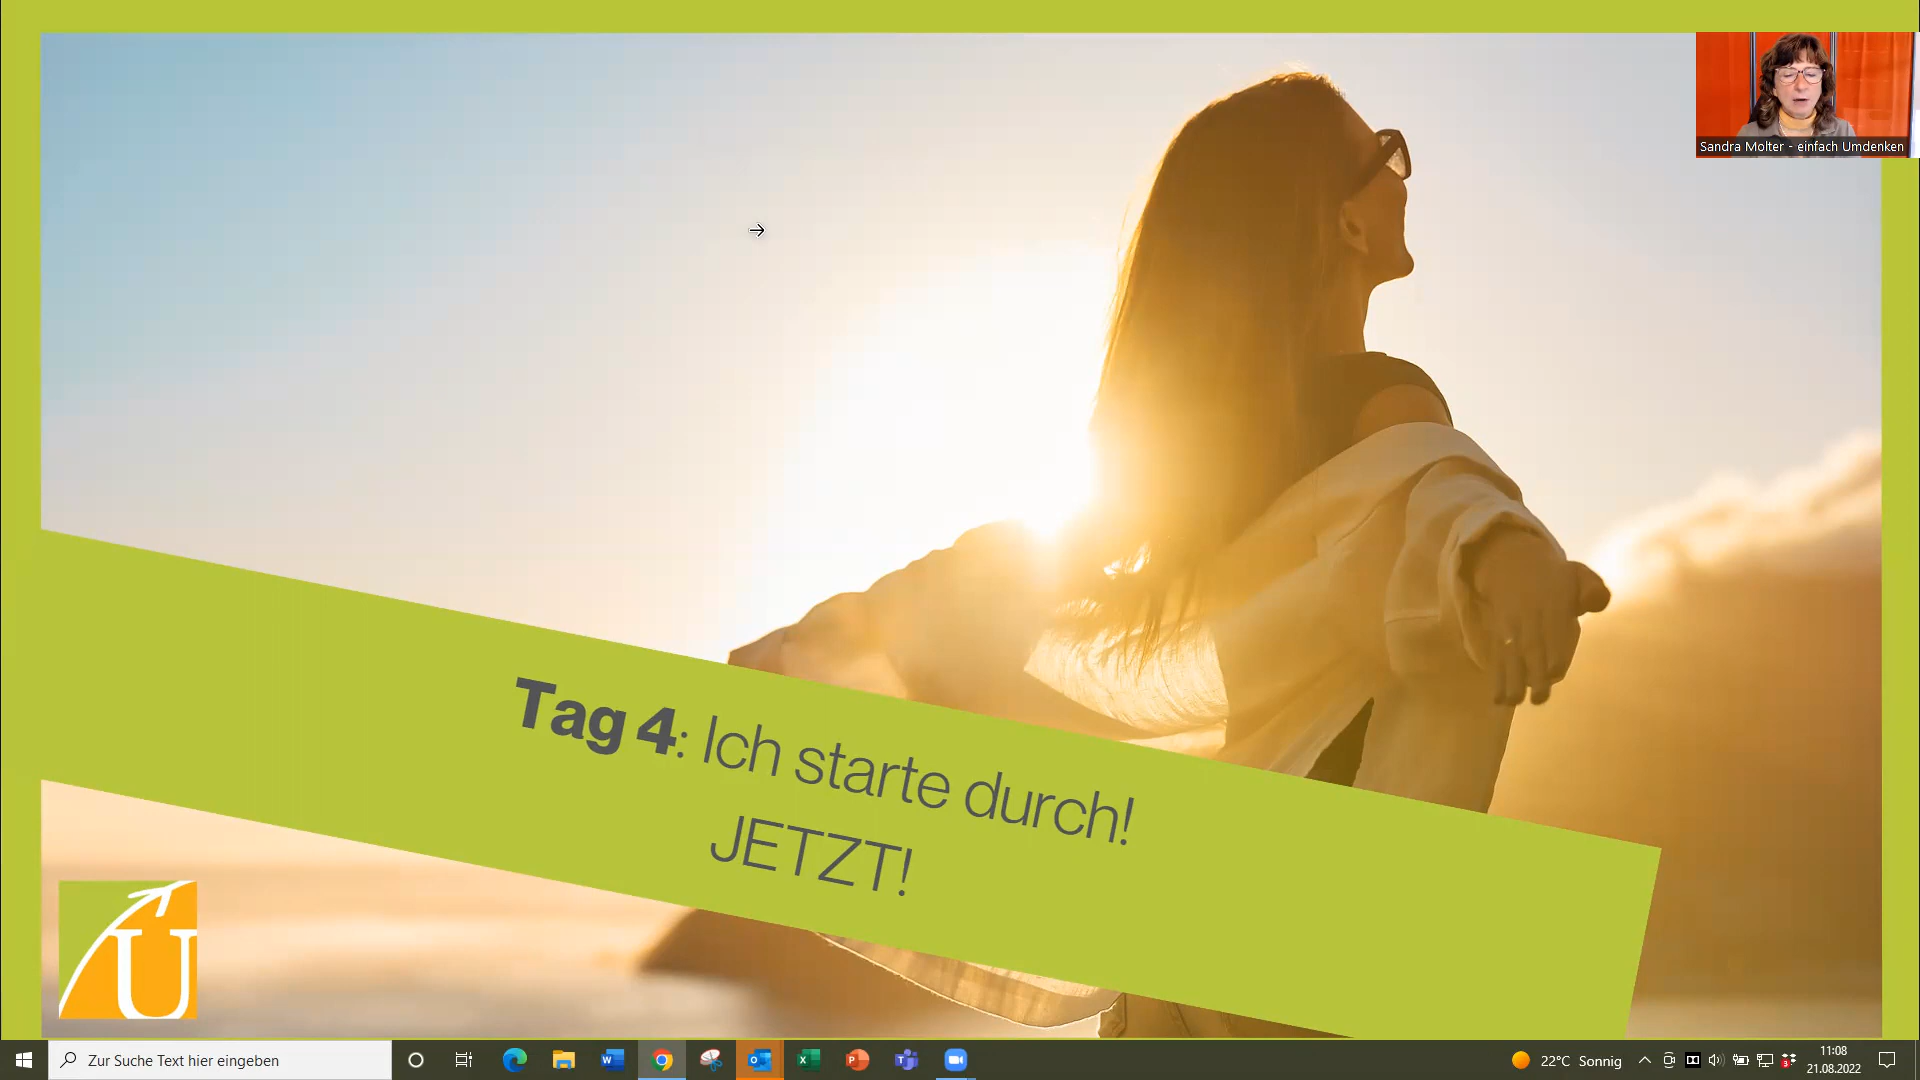 Sandra Molter - einfach Umdenken
Tag 4: Ich starte durch!
JETZT!
U
Zur Suche Text hier eingeben
22°C Sonnig
11:08
21.08.2022